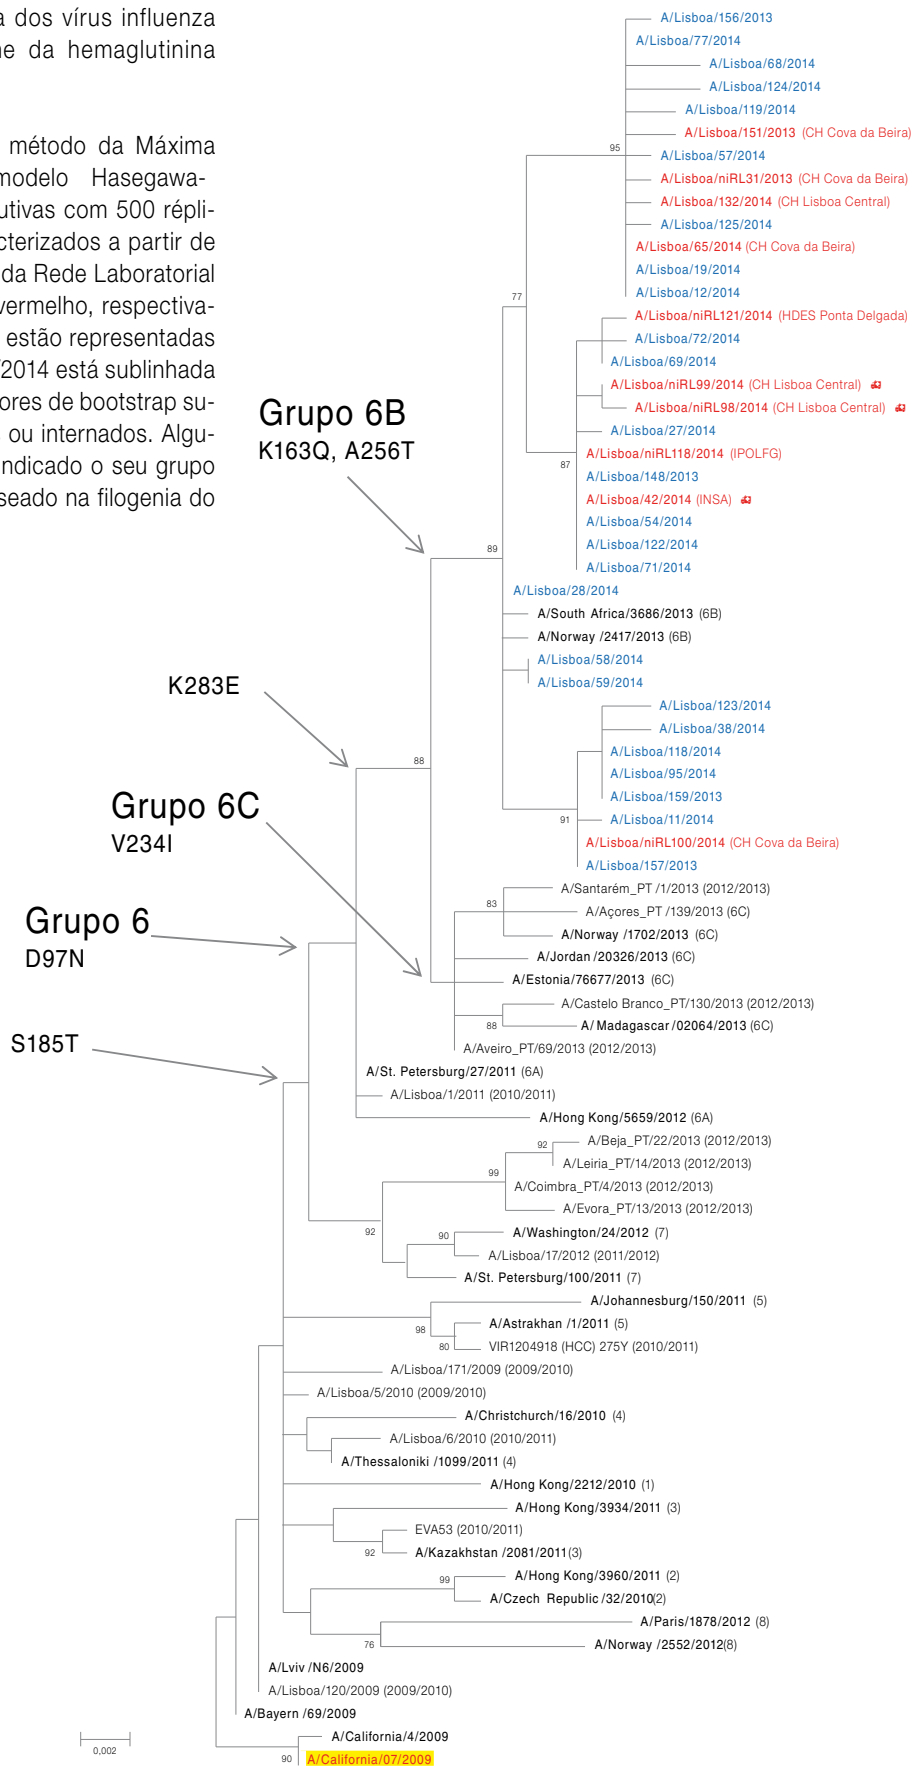 a dos vírus influenza
ne da hemaglutinina
método da Máxima
modelo Hasegawa-
utivas com 500 répli-
cterizados a partir de
da Rede Laboratorial
vermelho, respectiva-
estão representadas
/2014 está sublinhada
ores de bootstrap su-
s ou internados. Algu-
indicado o seu grupo
seado na filogenia do
A/Lisboa/156/2013
A/Lisboa/77/2014
A/Lisboa/68/2014
A/Lisboa/124/2014
A/Lisboa/119/2014
A/Lisboa/151/2013 (CH Cova da Beira)
95
A/Lisboa/57/2014
A/Lisboa/niRL31/2013 (CH Cova da Beira)
A/Lisboa/132/2014 (CH Lisboa Central)
A/Lisboa/125/2014
A/Lisboa/65/2014 (CH Cova da Beira)
A/Lisboa/19/2014
A/Lisboa/12/2014
77
A/Lisboa/niRL121/2014 (HDES Ponta Delgada)
A/Lisboa/72/2014
A/Lisboa/69/2014
A/Lisboa/niRL99/2014 (CH Lisboa Central)
A/Lisboa/niRL98/2014 (CH Lisboa Central)
Grupo 6B
K163Q, A256T
A/Lisboa/27/2014
A/Lisboa/niRL118/2014 (IPOLFG)
87
A/Lisboa/148/2013
A/Lisboa/42/2014 (INSA)
A/Lisboa/54/2014
A/Lisboa/122/2014
A/Lisboa/71/2014
89
A/Lisboa/28/2014
A/South Africa/3686/2013 (6B)
A/Norway /2417/2013 (6B)
A/Lisboa/58/2014
A/Lisboa/59/2014
K283E
A/Lisboa/123/2014
A/Lisboa/38/2014
A/Lisboa/118/2014
88
A/Lisboa/95/2014
A/Lisboa/159/2013
Grupo 6C
V234I
A/Lisboa/11/2014
91
A/Lisboa/niRL100/2014 (CH Cova da Beira)
A/Lisboa/157/2013
A/Santarém_PT /1/2013 (2012/2013)
83
A/Açores_PT /139/2013 (6C)
Grupo 6
D97N
A/Norway /1702/2013 (6C)
A/Jordan /20326/2013 (6C)
A/Estonia/76677/2013 (6C)
A/Castelo Branco_PT/130/2013 (2012/2013)
88
A/ Madagascar /02064/2013 (6C)
S185T
A/Aveiro_PT/69/2013 (2012/2013)
A/St. Petersburg/27/2011 (6A)
A/Lisboa/1/2011 (2010/2011)
A/Hong Kong/5659/2012 (6A)
92
A/Beja_PT/22/2013 (2012/2013)
A/Leiria_PT/14/2013 (2012/2013)
99
A/Coimbra_PT/4/2013 (2012/2013)
A/Evora_PT/13/2013 (2012/2013)
92
90
A/Washington/24/2012 (7)
A/Lisboa/17/2012 (2011/2012)
A/St. Petersburg/100/2011 (7)
A/Johannesburg/150/2011 (5)
A/Astrakhan /1/2011 (5)
98
80
VIR1204918 (HCC) 275Y (2010/2011)
A/Lisboa/171/2009 (2009/2010)
A/Lisboa/5/2010 (2009/2010)
A/Christchurch/16/2010 (4)
A/Lisboa/6/2010 (2010/2011)
A/Thessaloniki /1099/2011 (4)
A/Hong Kong/2212/2010 (1)
A/Hong Kong/3934/2011 (3)
EVA53 (2010/2011)
92
A/Kazakhstan /2081/2011(3)
99
A/Hong Kong/3960/2011 (2)
A/Czech Republic /32/2010(2)
A/Paris/1878/2012 (8)
76
A/Norway /2552/2012(8)
A/Lviv /N6/2009
A/Lisboa/120/2009 (2009/2010)
A/Bayern /69/2009
A/California/4/2009
0,002
90
A/California/07/2009